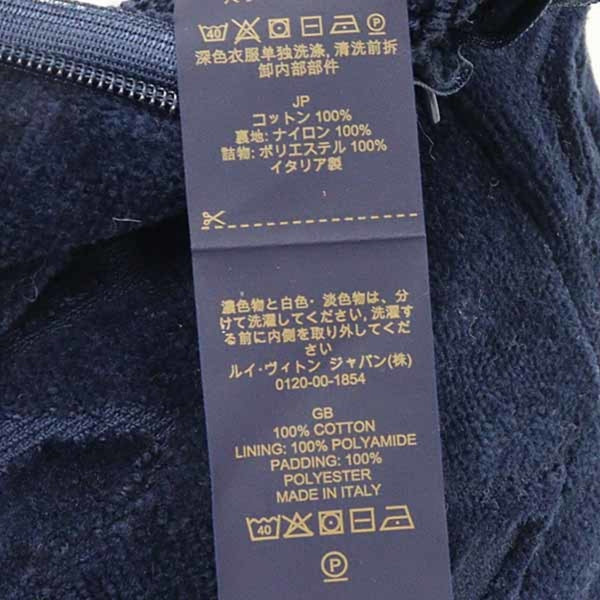 40 P
深色衣服单独洗涤, 清洗前拆
卸内部部件
JP
コットン 100%
裏地: ナイロン 100%
詰物: ポリエステル 100%
イタリア製
濃色物と白色・淡色物は、分
けて洗濯してください。洗濯す
る前に内側を取り外してくだ
さい
ルイ・ヴィトン ジャパン(株)
0120-00-1854
GB
100% COTTON
LINING: 100% POLYAMIDE
PADDING: 100%
POLYESTER
MADE IN ITALY
40
P